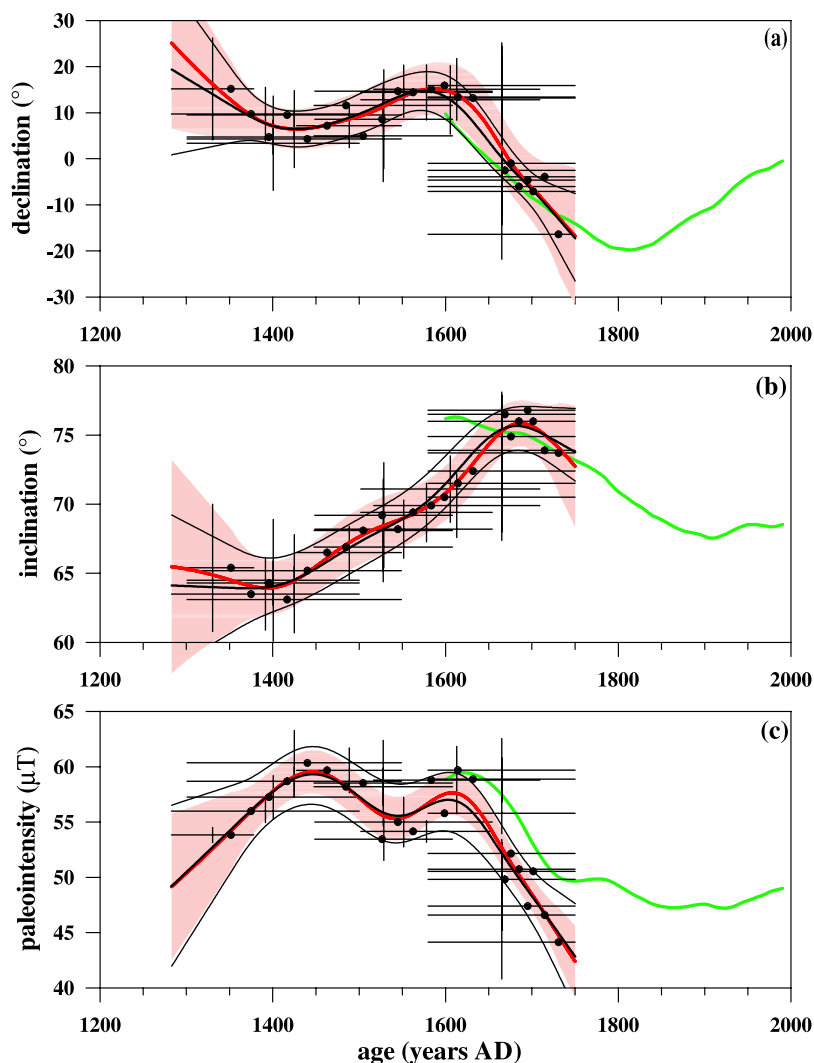 (a)
declination (°)
30
20
10
0
-10
-20
-30
1200 1400 1600 1800 2000
(b)
inclination (°)
80
75
70
65
60
1200 1400 1600 1800 2000
(c)
paleointensity (μT)
65
60
55
50
45
40
1200 1400 1600 1800 2000
age (years AD)